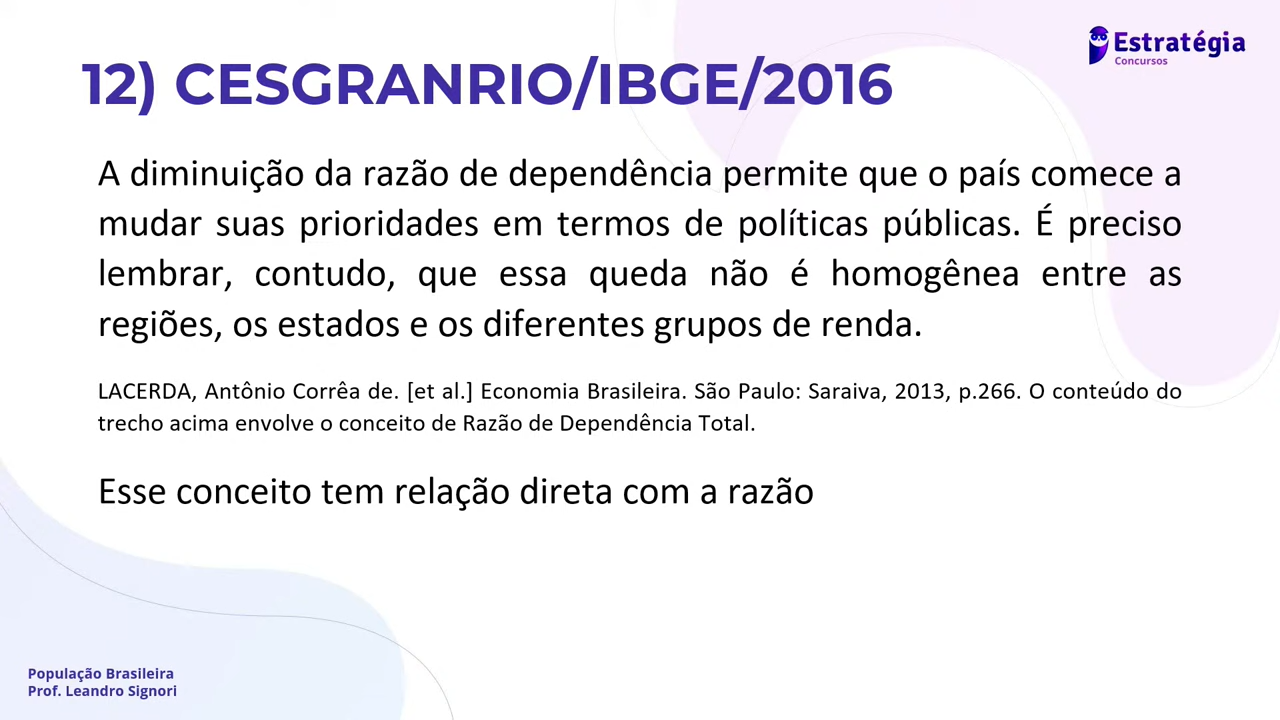 Estratégia
Concursos
12) CESGRANRIO/IBGE/2016
A diminuição da razão de dependência permite que o país comece a
mudar suas prioridades em termos de políticas públicas. É preciso
lembrar, contudo, que essa queda não é homogênea entre as
regiões, os estados e os diferentes grupos de renda.
LACERDA, Antônio Corrêa de. [et al.] Economia Brasileira. São Paulo: Saraiva, 2013, p.266. O conteúdo do
trecho acima envolve o conceito de Razão de Dependência Total.
Esse conceito tem relação direta com a razão
População Brasileira
Prof. Leandro Signori